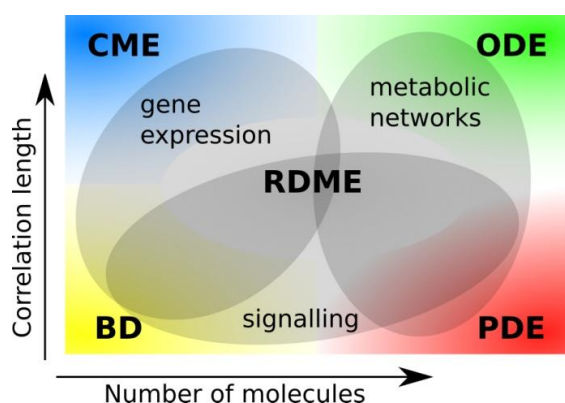 CME
ODE
gene
expression
metabolic
networks
RDME
BD
signalling
PDE
Correlation length
Number of molecules